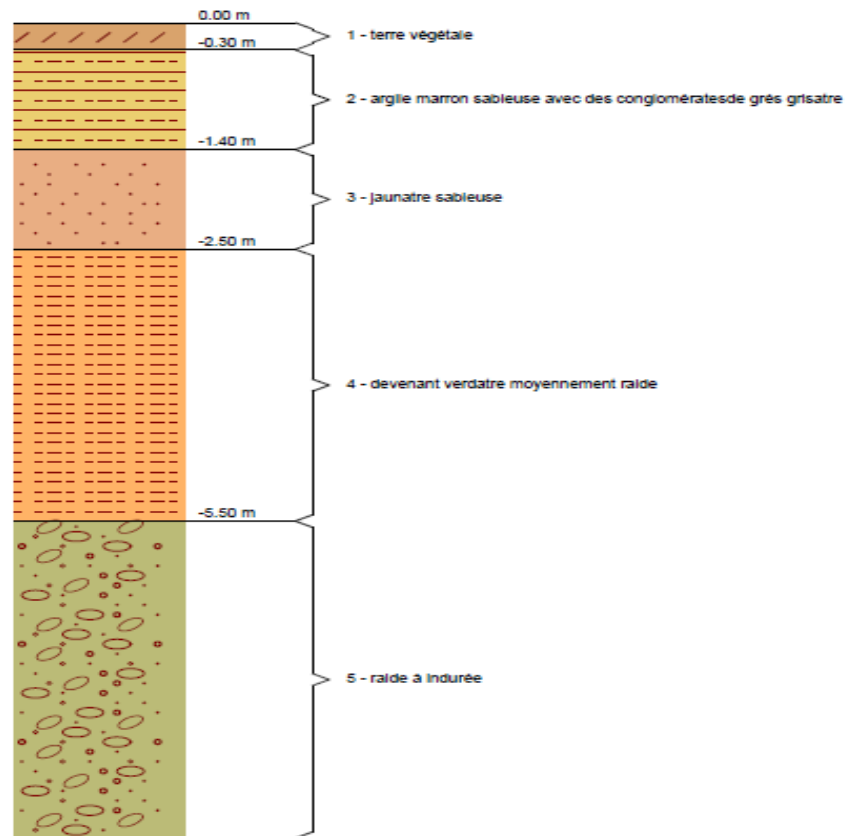 0.00 m
1 - terre végétale
-0.30 m
2 - argile marron sableuse avec des conglomératesde grés grisatre
-1.40 m
3 - jaunatre sableuse
-2.50 m
4 - devenant verdatre moyennement raide
-5.50 m
5 - raide à indurée